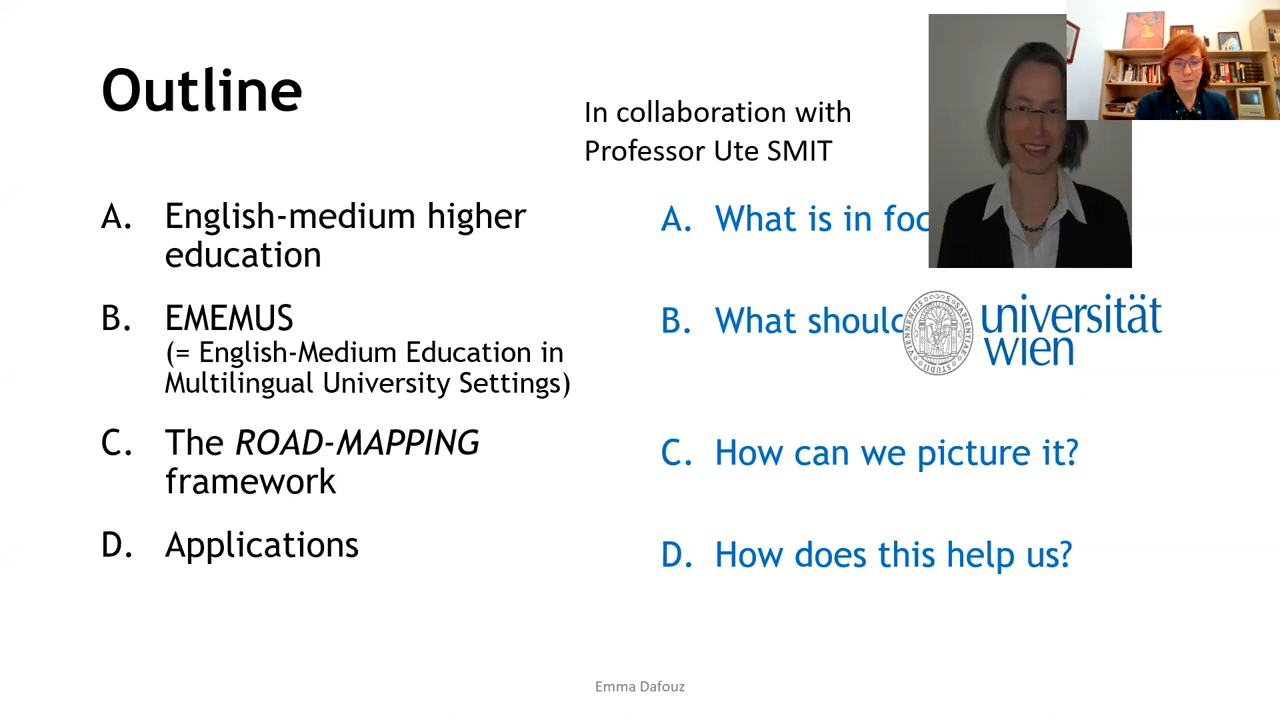 Outline
In collaboration with
Professor Ute SMIT
A. English-medium higher
education
B. EMEMUS
(= English-Medium Education in
Multilingual University Settings)
C. The ROAD-MAPPING
framework
D. Applications
A. What is in
B. What
C. How can we picture it?
D. How does this help us?
universität
wien
Emma Dafouz